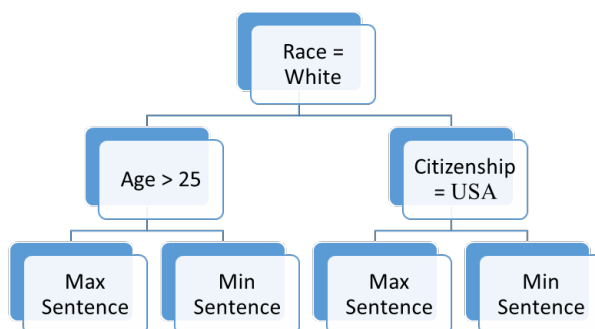 Race =
White
Age > 25
Citizenship
= USA
Max
Sentence
Min
Sentence
Max
Sentence
Min
Sentence